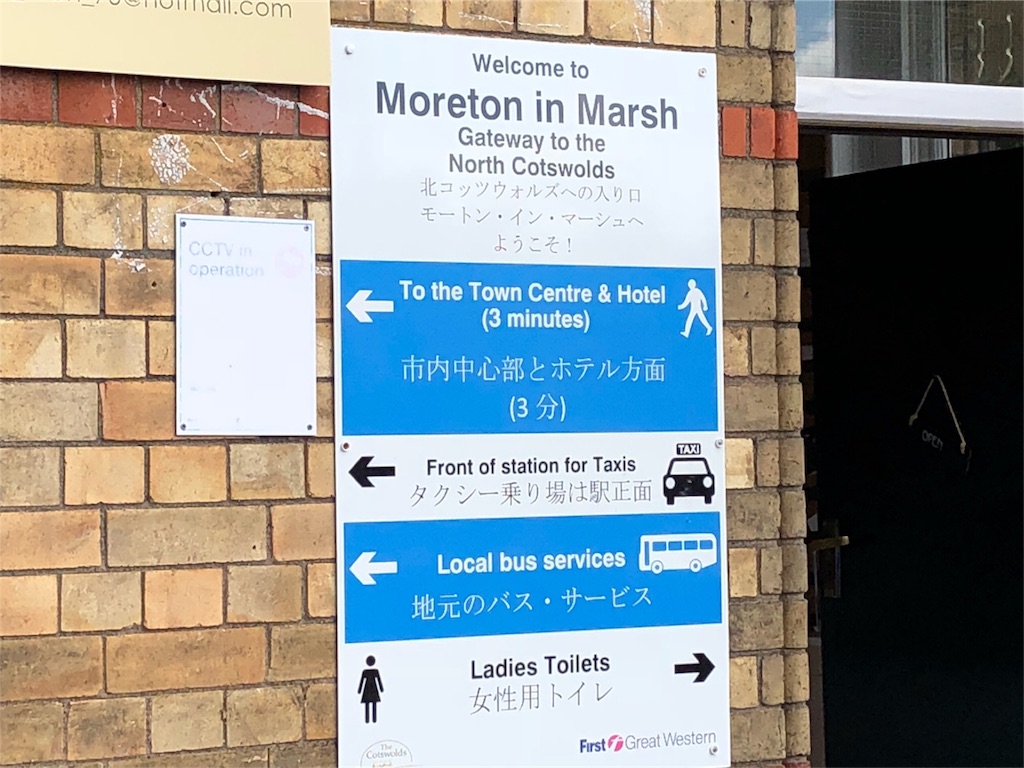 @hotmail.com
CCTV in
operation
Welcome to
Moreton in Marsh
Gateway to the
North Cotswolds
北コッツウォルズへの入り口
モートン・イン・マーシュへ
ようこそ！
To the Town Centre & Hotel
(3 minutes)
市内中心部とホテル方面
(3 分)
TAXI
Front of station for Taxis
タクシー乗り場は駅正面
Local bus services
地元のバス・サービス
Ladies Toilets
女性用トイレ
The
Cotswolds
First Great Western
OPEN